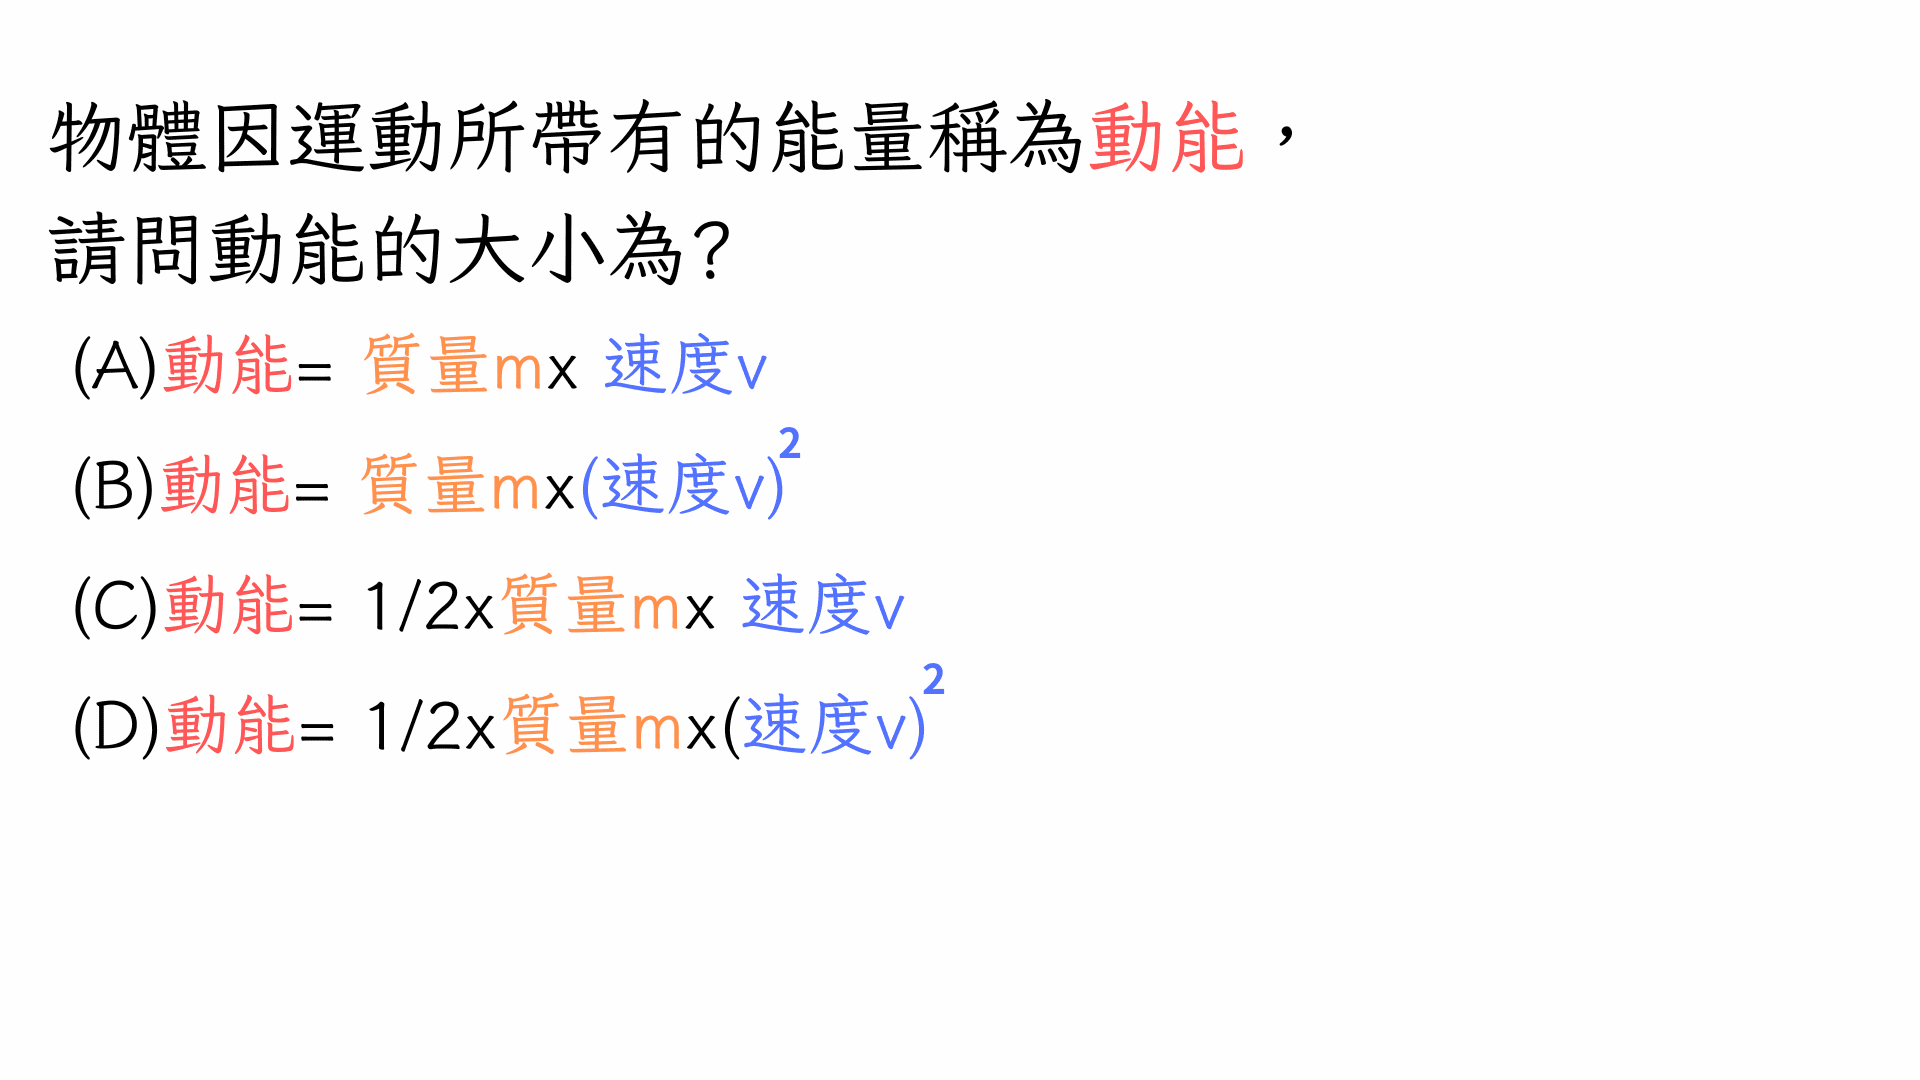 物體因運動所帶有的能量稱為動能，
請問動能的大小為?
(A)動能= 質量mx 速度v
(B)動能= 質量mx(速度v)²
(C)動能= 1/2x質量mx 速度v
(D)動能= 1/2x質量mx(速度v)²